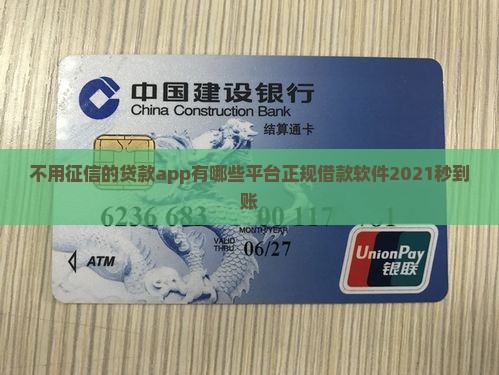 中国建设银行
China Construction Bank
结算通卡
不用征信的贷款app有哪些平台正规借款软件2021秒到
账
6236 683
MONTH/YEAR
VALID
THRU
06/27
ATM
UnionPay
银联